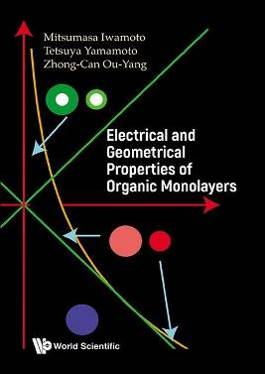 Mitsumasa Iwamoto
Tetsuya Yamamoto
Zhong-Can Ou-Yang
Electrical and
Geometrical
Properties of
Organic Monolayers
World Scientific